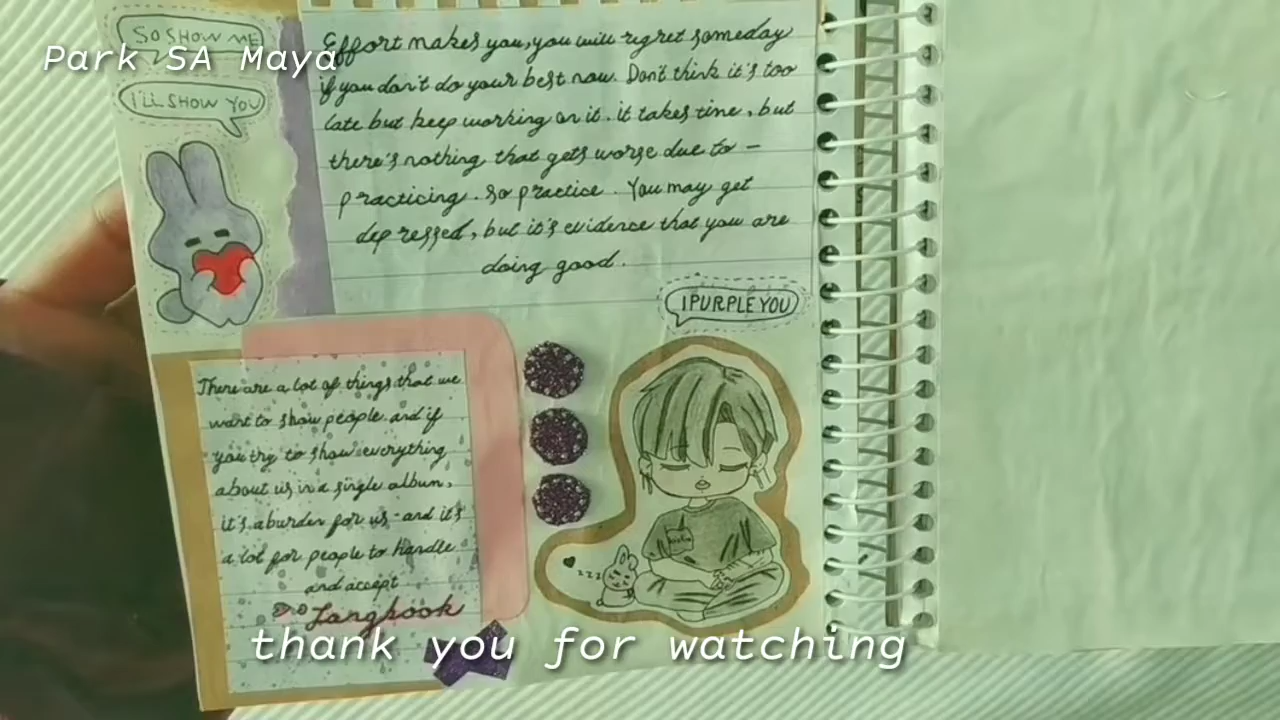 SO SHOW ME
Park SA Maya
I'LL SHOW YOU
Effort makes you, you will regret someday
if you don't do your best now. Don't think it's too
late but keep working on it. it takes time, but
there's nothing that gets worse due to -
practicing. So practice. You may get
depressed, but it's evidence that you are
doing good.
I PURPLE YOU
There are a lot of things that we
want to show people and if
you try to show everything
about us in a single album,
it's a burden for us - and it's
a lot for people to handle
and accept
Jungkook
zzz
thank you for watching